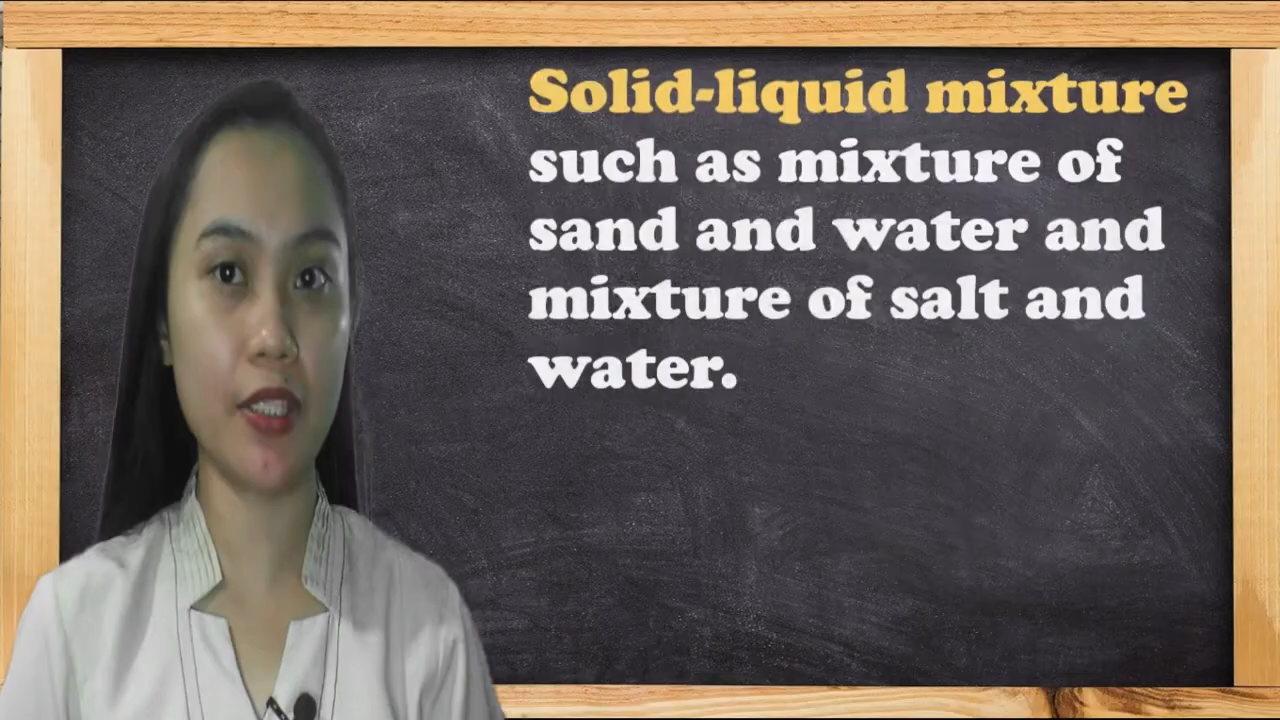 Solid-liquid mixture
such as mixture of
sand and water and
mixture of salt and
water.